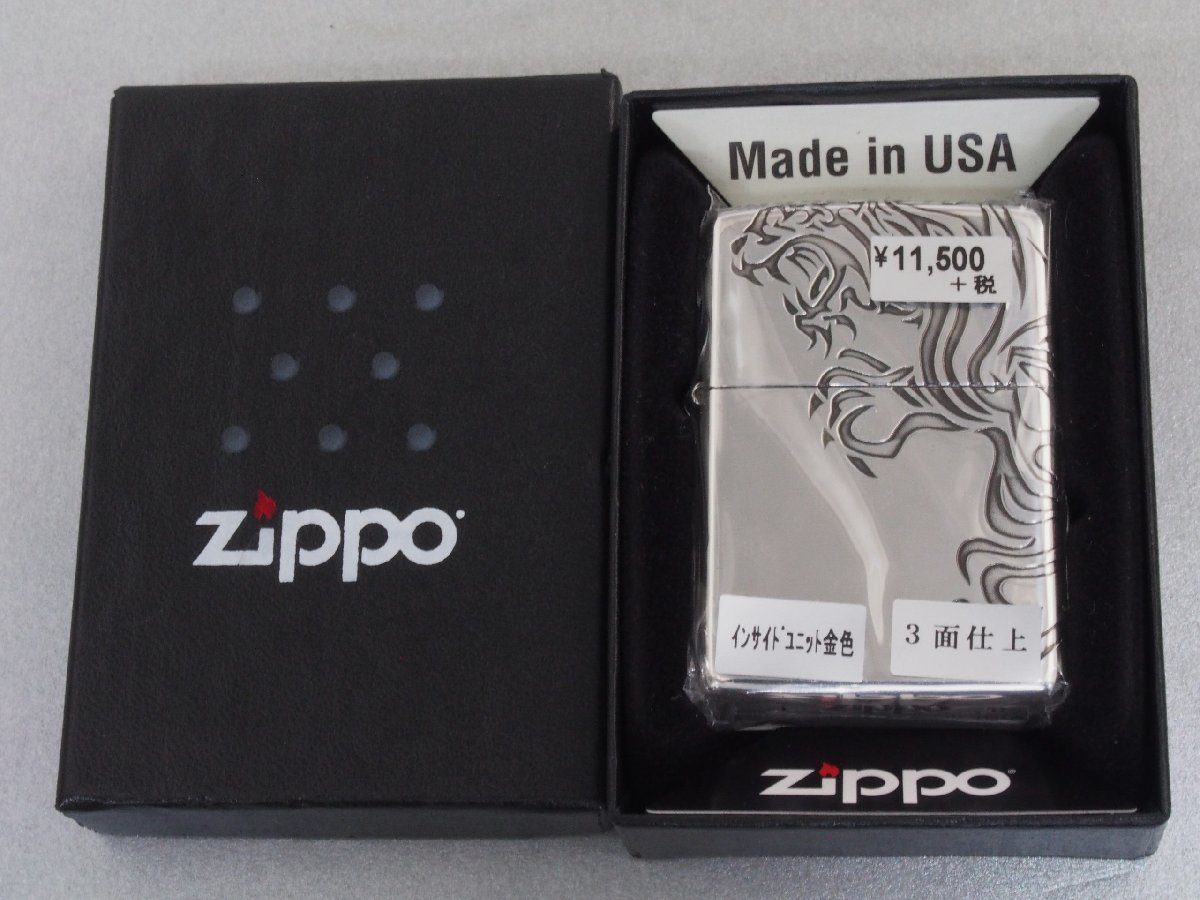 zippo
Made in USA
¥11,500
+税
インサイドユニット金色
3面仕上
zippo